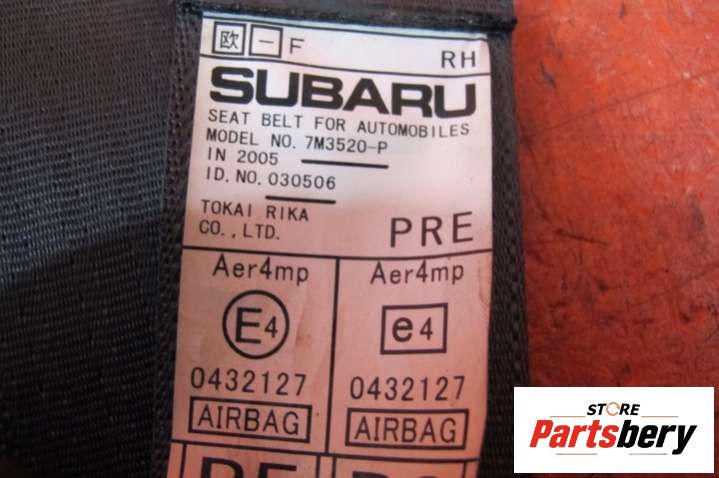 欧 一 F RH
SUBARU
SEAT BELT FOR AUTOMOBILES
MODEL NO. 7M3520-P
IN 2005
ID. NO. 030506
TOKAI RIKA
CO., LTD. PRE
Aer4mp Aer4mp
E4 e4
0432127 0432127
AIRBAG AIRBAG
STORE
Partsbery